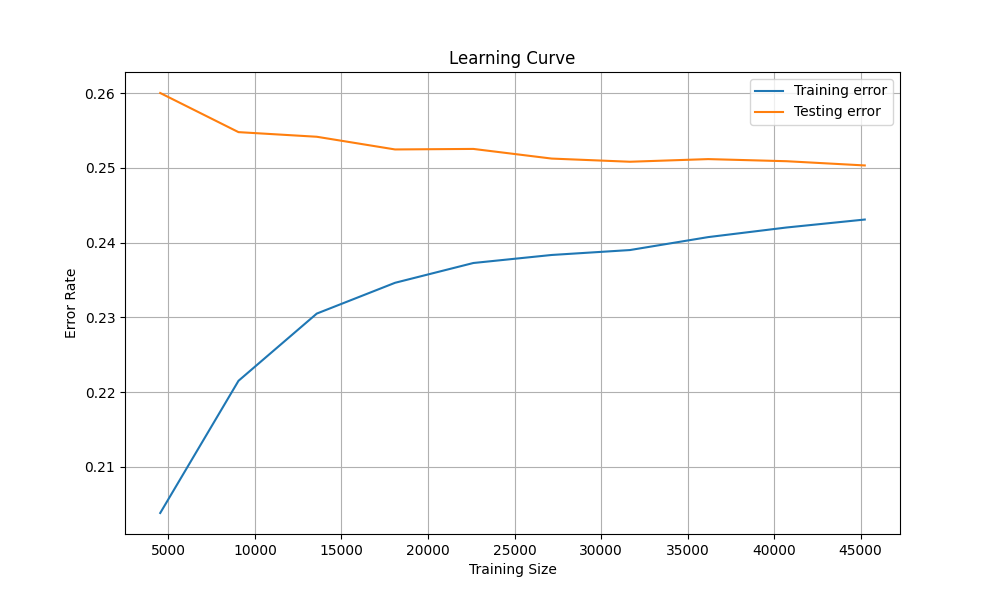 Learning Curve
Training error
Testing error
0.26
0.25
0.24
0.23
0.22
0.21
Error Rate
5000 10000 15000 20000 25000 30000 35000 40000 45000
Training Size